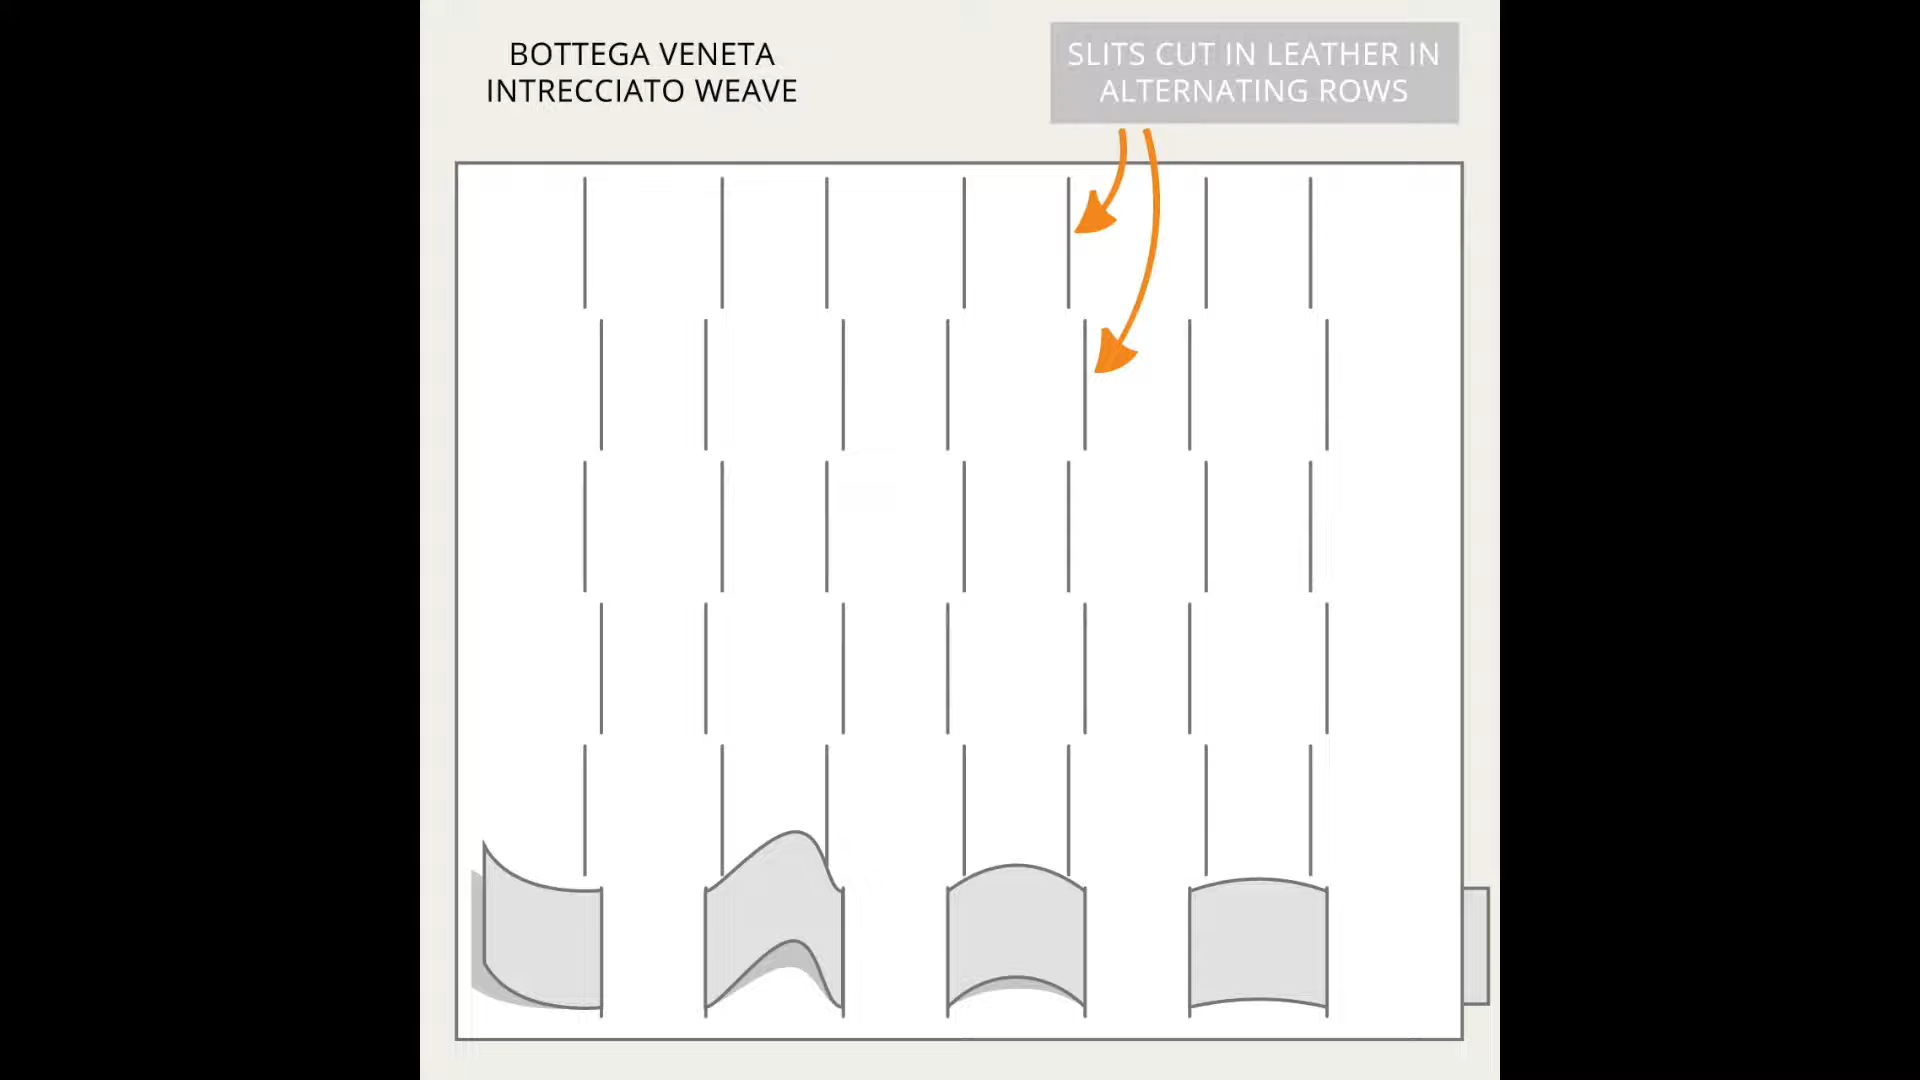 BOTTEGA VENETA
INTRECCIATO WEAVE
SLITS CUT IN LEATHER IN
ALTERNATING ROWS